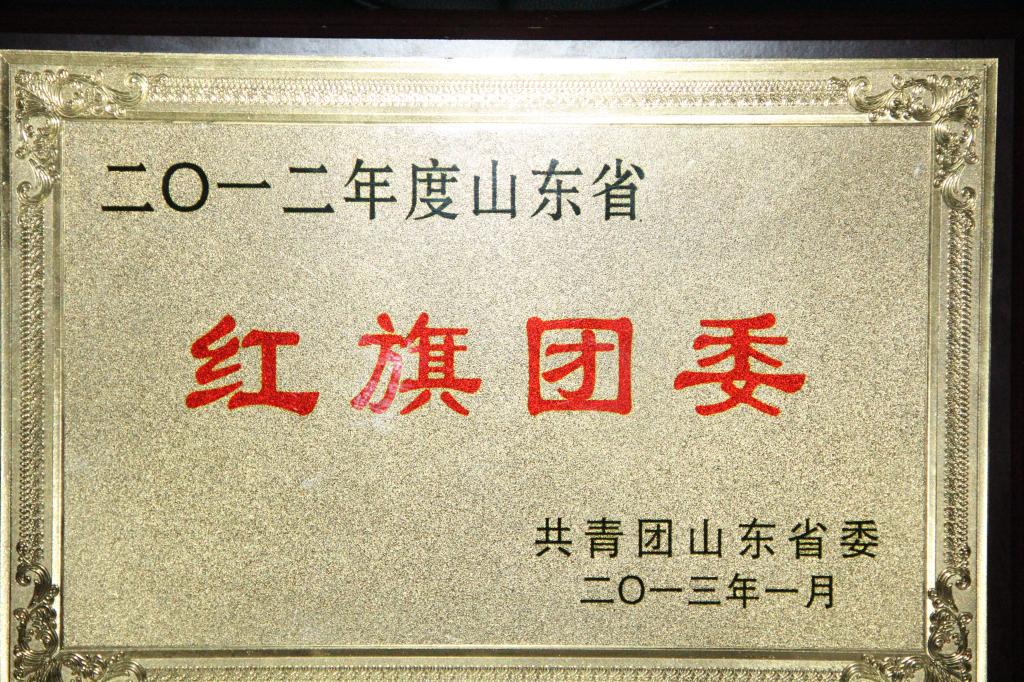 二〇一二年度山东省
红旗团委
共青团山东省委
二〇一三年一月